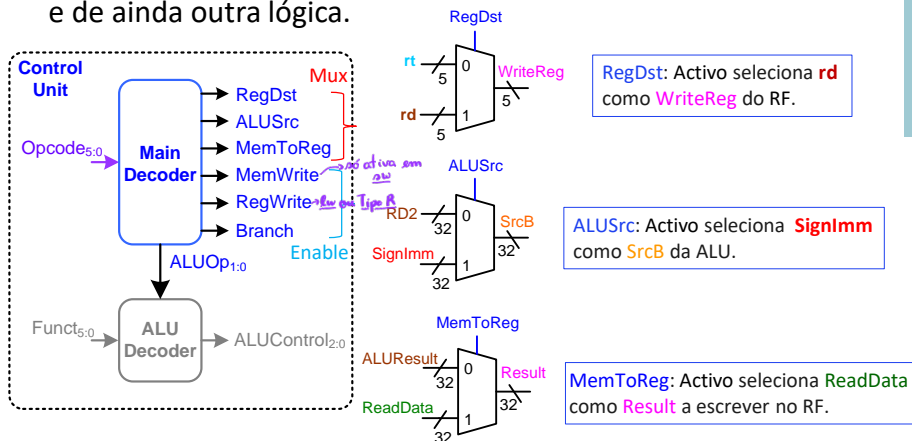 e de ainda outra lógica.
Control
Unit
Mux
RegDst
ALUSrc
MemToReg
MemWrite → só ativa em
sw
RegWrite → lw ou Tipo R
Branch
Enable
Opcode5:0
Main
Decoder
ALUOp1:0
Funct5:0
ALU
Decoder
ALUControl2:0
RegDst
rt
5
0
WriteReg
5
rd
5
1
RegDst: Activo seleciona rd
como WriteReg do RF.
ALUSrc
RD2
32
0
SrcB
32
SignImm
32
1
ALUSrc: Activo seleciona SignImm
como SrcB da ALU.
MemToReg
ALUResult
32
0
Result
32
ReadData
32
1
MemToReg: Activo seleciona ReadData
como Result a escrever no RF.